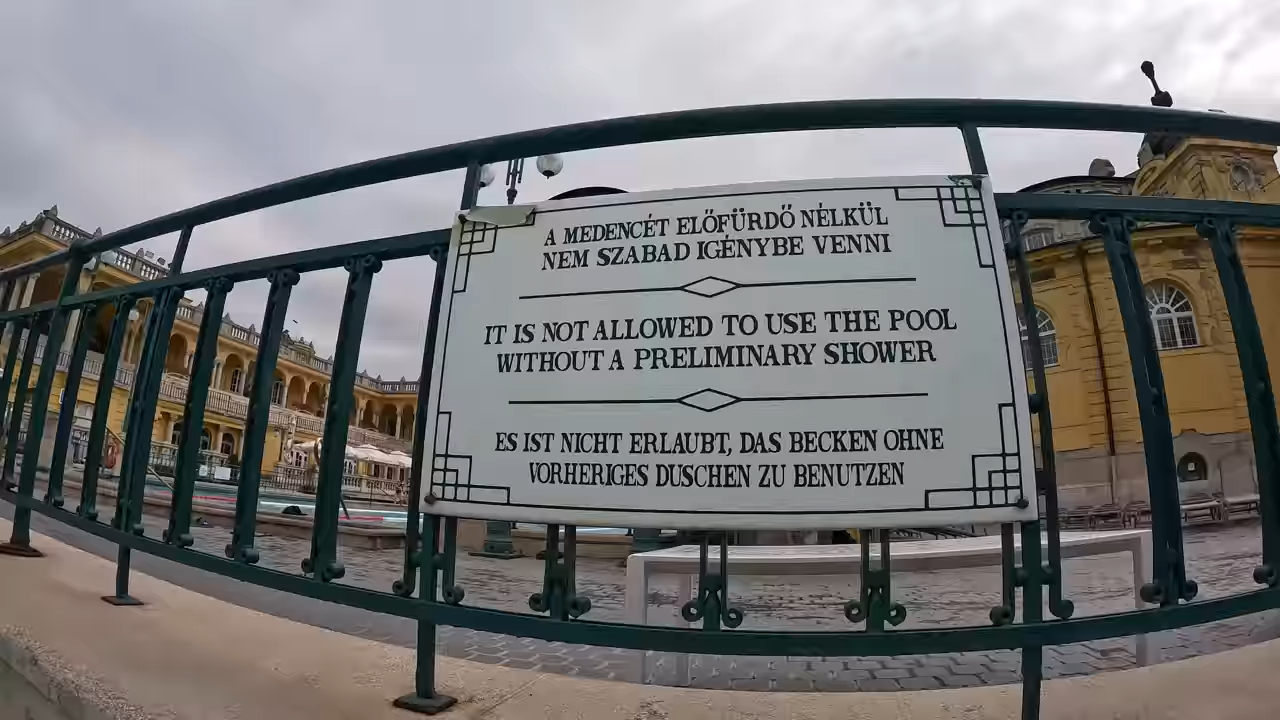 A MEDENCÉT ELŐFÜRDŐ NÉLKÜL
NEM SZABAD IGÉNYBE VENNI
IT IS NOT ALLOWED TO USE THE POOL
WITHOUT A PRELIMINARY SHOWER
ES IST NICHT ERLAUBT, DAS BECKEN OHNE
VORHERIGES DUSCHEN ZU BENUTZEN